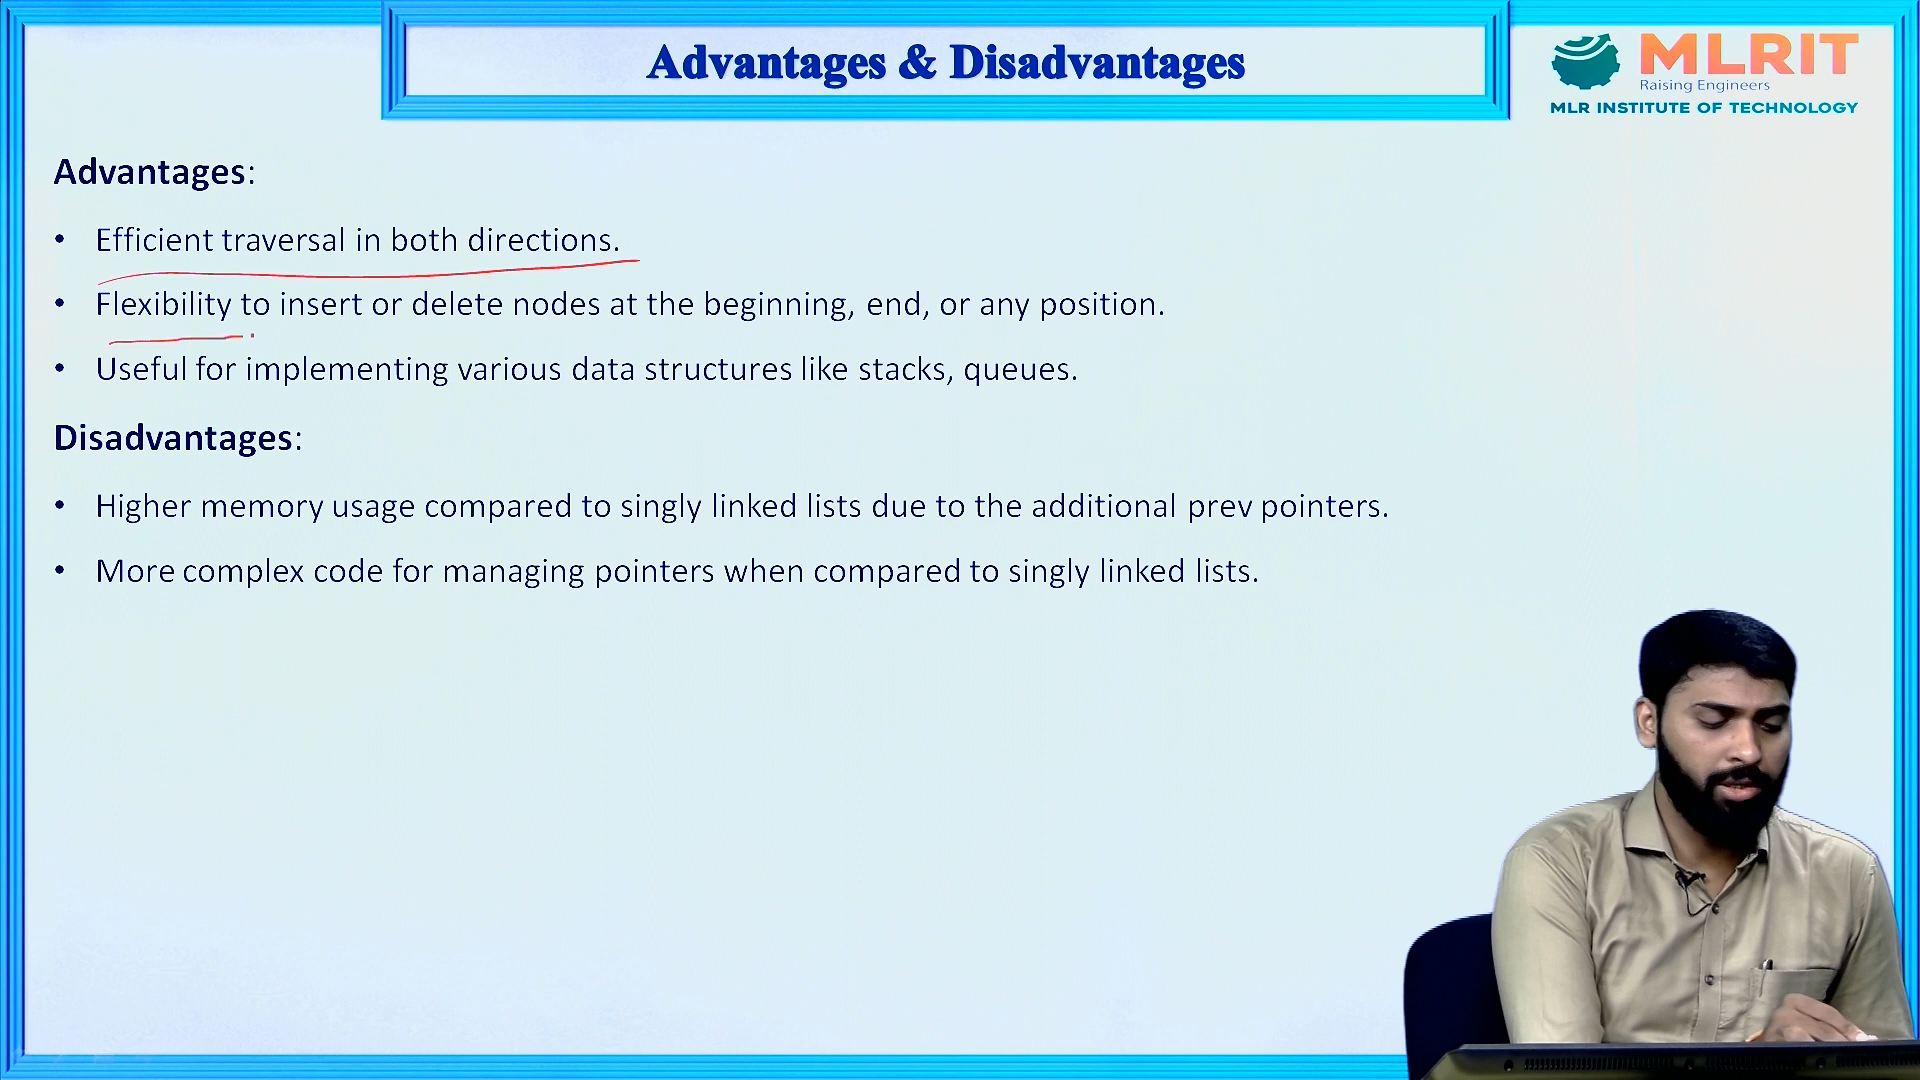 Advantages & Disadvantages
MLRIT
Raising Engineers
MLR INSTITUTE OF TECHNOLOGY
Advantages:
• Efficient traversal in both directions.
• Flexibility to insert or delete nodes at the beginning, end, or any position.
• Useful for implementing various data structures like stacks, queues.
Disadvantages:
• Higher memory usage compared to singly linked lists due to the additional prev pointers.
• More complex code for managing pointers when compared to singly linked lists.